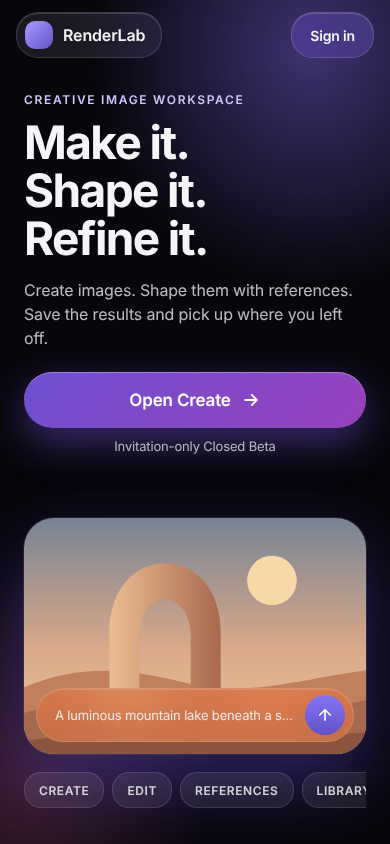 RenderLab
Sign in
CREATIVE IMAGE WORKSPACE
Make it.
Shape it.
Refine it.
Create images. Shape them with references.
Save the results and pick up where you left
off.
Open Create →
Invitation-only Closed Beta
A luminous mountain lake beneath a s...
CREATE
EDIT
REFERENCES
LIBRARY